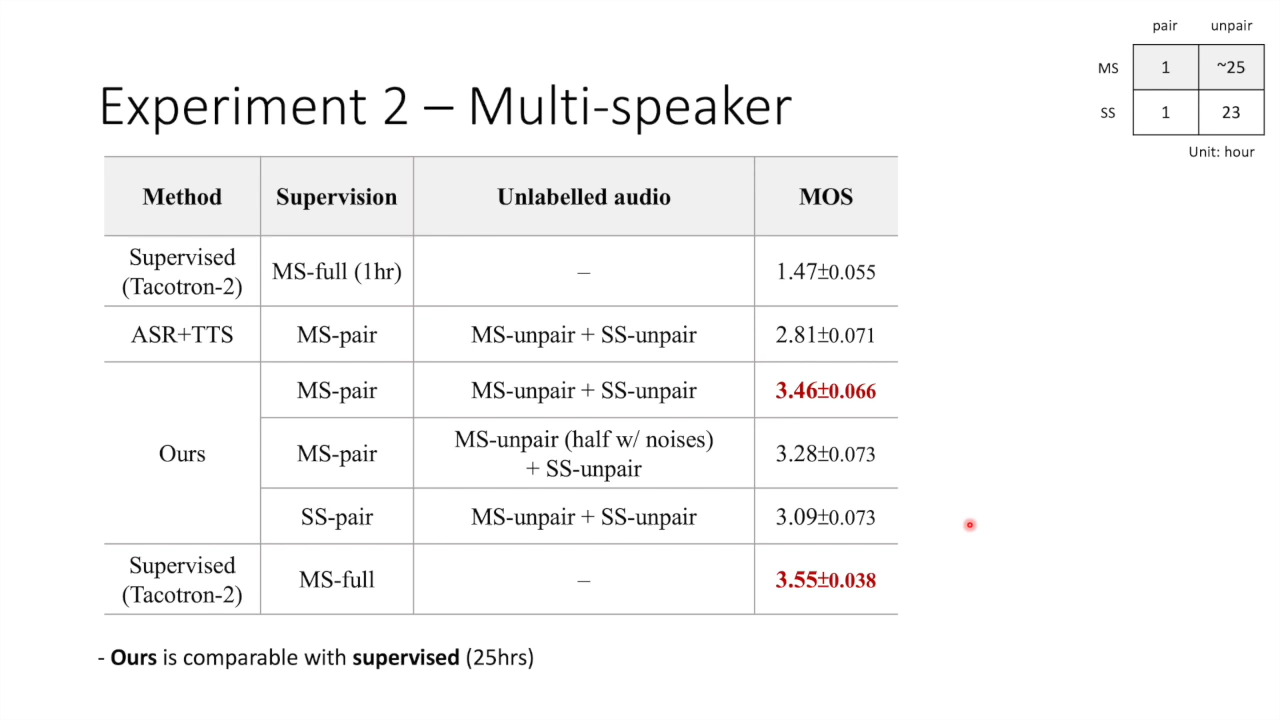 pair unpair
MS 1 ~25
SS 1 23
Unit: hour
Experiment 2 – Multi-speaker
Method Supervision Unlabelled audio MOS
Supervised
(Tacotron-2) MS-full (1hr) – 1.47±0.055
ASR+TTS MS-pair MS-unpair + SS-unpair 2.81±0.071
Ours
MS-pair MS-unpair + SS-unpair 3.46±0.066
MS-pair MS-unpair (half w/ noises)
+ SS-unpair 3.28±0.073
SS-pair MS-unpair + SS-unpair 3.09±0.073
Supervised
(Tacotron-2) MS-full – 3.55±0.038
- Ours is comparable with supervised (25hrs)